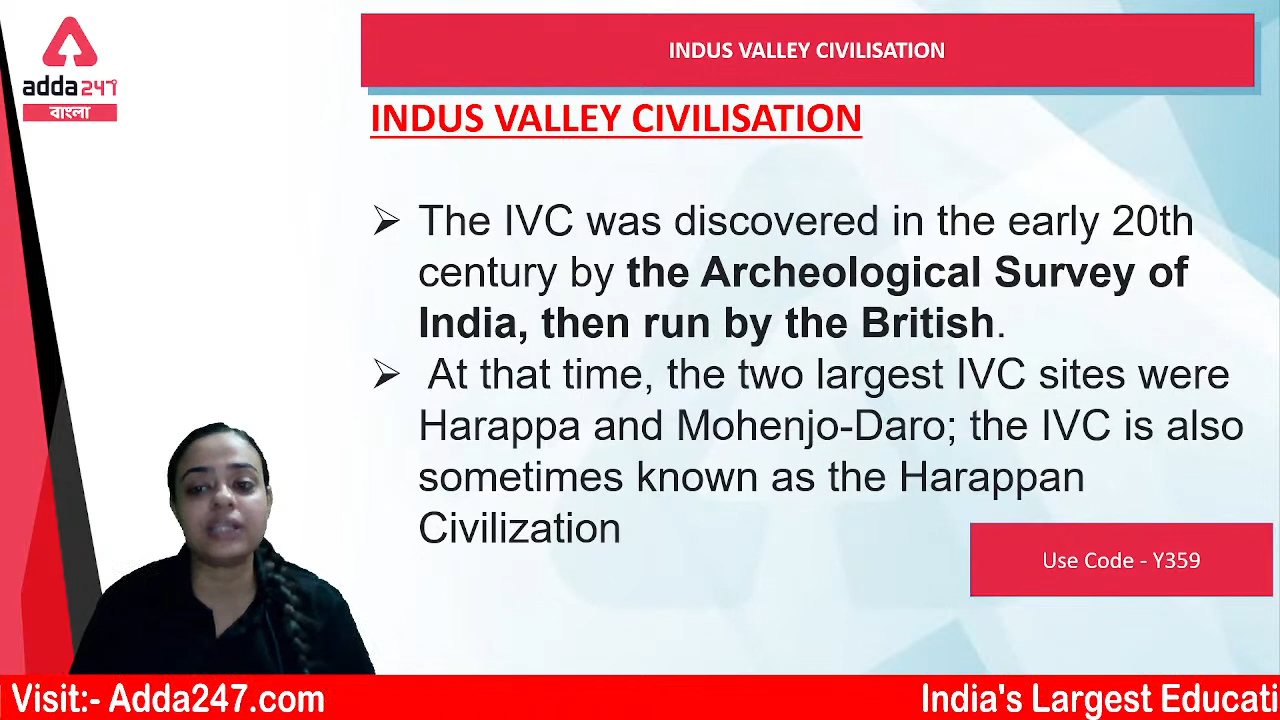 adda247
বাংলা
INDUS VALLEY CIVILISATION
INDUS VALLEY CIVILISATION
➢ The IVC was discovered in the early 20th
century by the Archeological Survey of
India, then run by the British.
➢ At that time, the two largest IVC sites were
Harappa and Mohenjo-Daro; the IVC is also
sometimes known as the Harappan
Civilization
Use Code - Y359
Visit:- Adda247.com
India's Largest Educati